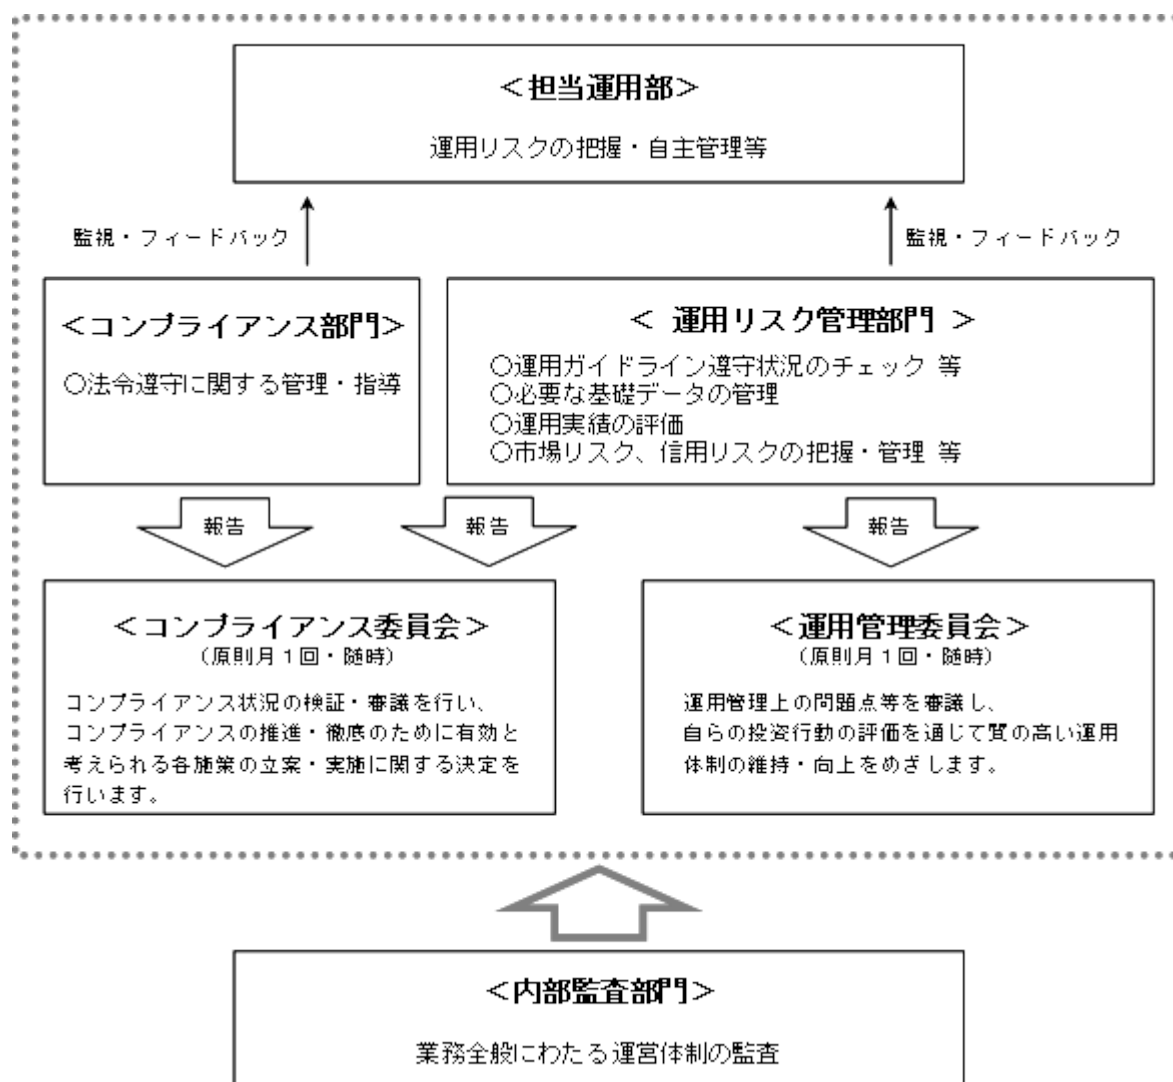 ＜担当運用部＞
運用リスクの把握・自主管理等
監視・フィードバック
監視・フィードバック
＜コンプライアンス部門＞
○法令遵守に関する管理・指導
＜ 運用リスク管理部門 ＞
○運用ガイドライン遵守状況のチェック 等
○必要な基礎データの管理
○運用実績の評価
○市場リスク、信用リスクの把握・管理 等
報告
報告
報告
＜コンプライアンス委員会＞
（原則月１回・随時）
コンプライアンス状況の検証・審議を行い、
コンプライアンスの推進・徹底のために有効と
考えられる各施策の立案・実施に関する決定を
行います。
＜運用管理委員会＞
（原則月１回・随時）
運用管理上の問題点等を審議し、
自らの投資行動の評価を通じて質の高い運用
体制の維持・向上をめざします。
＜内部監査部門＞
業務全般にわたる運営体制の監査